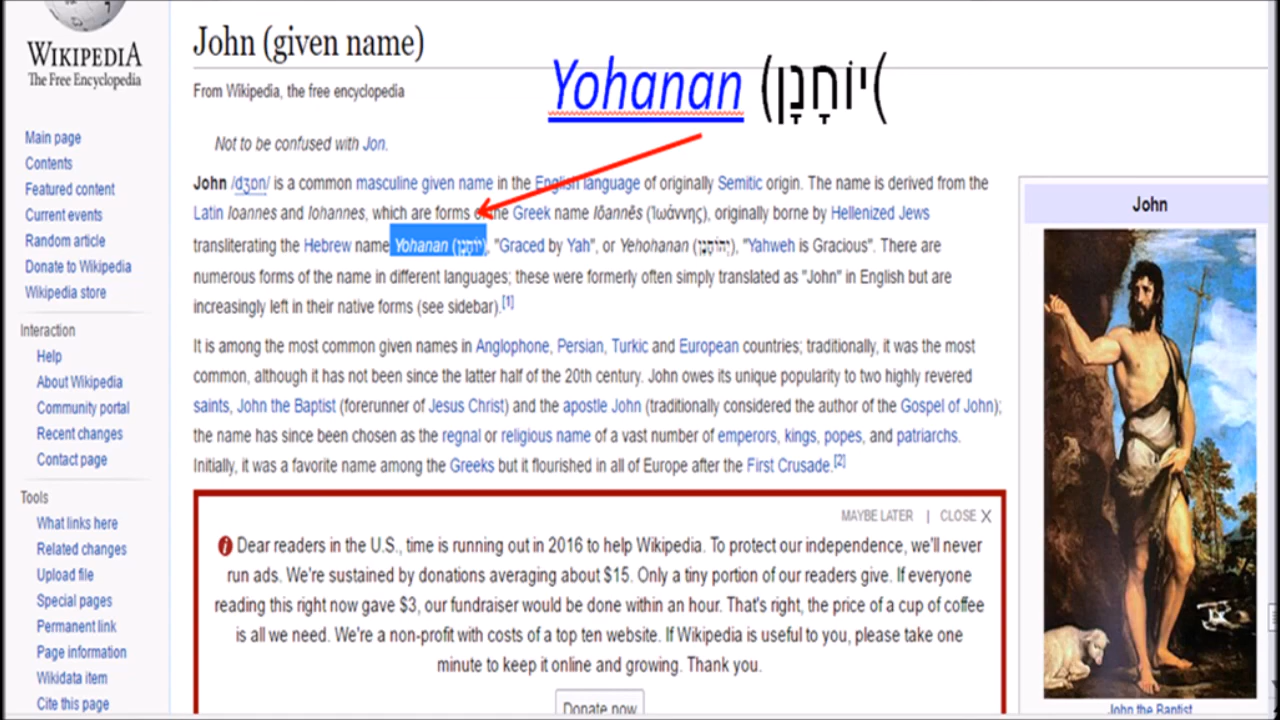 WIKIPEDIA
The Free Encyclopedia
Main page
Contents
Featured content
Current events
Random article
Donate to Wikipedia
Wikipedia store
Interaction
Help
About Wikipedia
Community portal
Recent changes
Contact page
Tools
What links here
Related changes
Upload file
Special pages
Permanent link
Page information
Wikidata item
Cite this page
John (given name)
Yohanan (יוֹחָנָן(
From Wikipedia, the free encyclopedia
Not to be confused with Jon.
John /dʒɒn/ is a common masculine given name in the English language of originally Semitic origin. The name is derived from the
Latin Ioannes and Iohannes, which are forms of the Greek name Iōannēs (Ἰωάννης), originally borne by Hellenized Jews
transliterating the Hebrew name Yohanan (יוֹחָנָן), "Graced by Yah", or Yehohanan (יְהוֹחָנָן), "Yahweh is Gracious". There are
numerous forms of the name in different languages; these were formerly often simply translated as "John" in English but are
increasingly left in their native forms (see sidebar).[1]
It is among the most common given names in Anglophone, Persian, Turkic and European countries; traditionally, it was the most
common, although it has not been since the latter half of the 20th century. John owes its unique popularity to two highly revered
saints, John the Baptist (forerunner of Jesus Christ) and the apostle John (traditionally considered the author of the Gospel of John);
the name has since been chosen as the regnal or religious name of a vast number of emperors, kings, popes, and patriarchs.
Initially, it was a favorite name among the Greeks but it flourished in all of Europe after the First Crusade.[2]
MAYBE LATER | CLOSE X
Dear readers in the U.S., time is running out in 2016 to help Wikipedia. To protect our independence, we'll never
run ads. We're sustained by donations averaging about $15. Only a tiny portion of our readers give. If everyone
reading this right now gave $3, our fundraiser would be done within an hour. That's right, the price of a cup of coffee
is all we need. We're a non-profit with costs of a top ten website. If Wikipedia is useful to you, please take one
minute to keep it online and growing. Thank you.
Donate now
John
John the Baptist